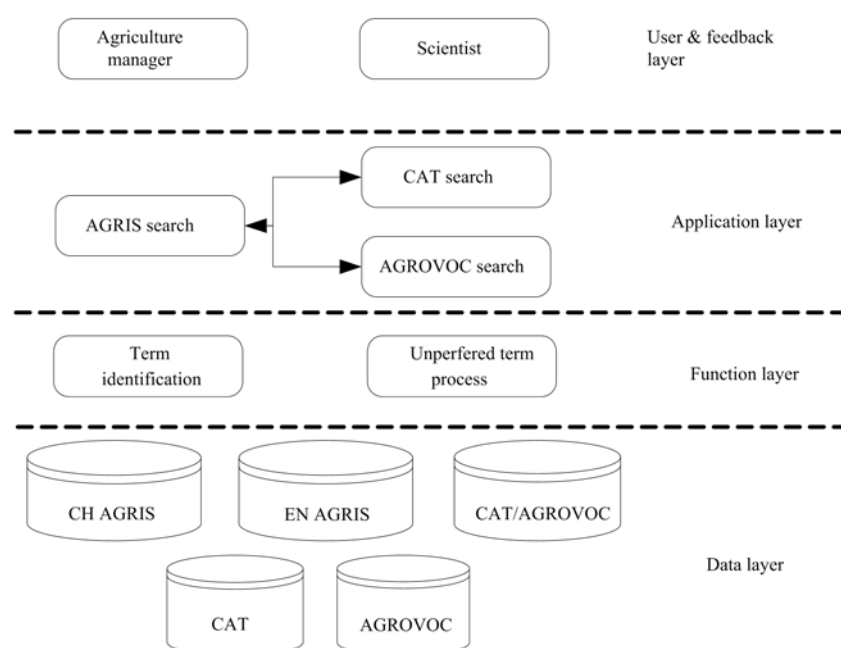 Agriculture
manager
Scientist
User & feedback
layer
CAT search
AGRIS search
Application layer
AGROVOC search
Term
identification
Unperfered term
process
Function layer
CH AGRIS
EN AGRIS
CAT/AGROVOC
Data layer
CAT
AGROVOC